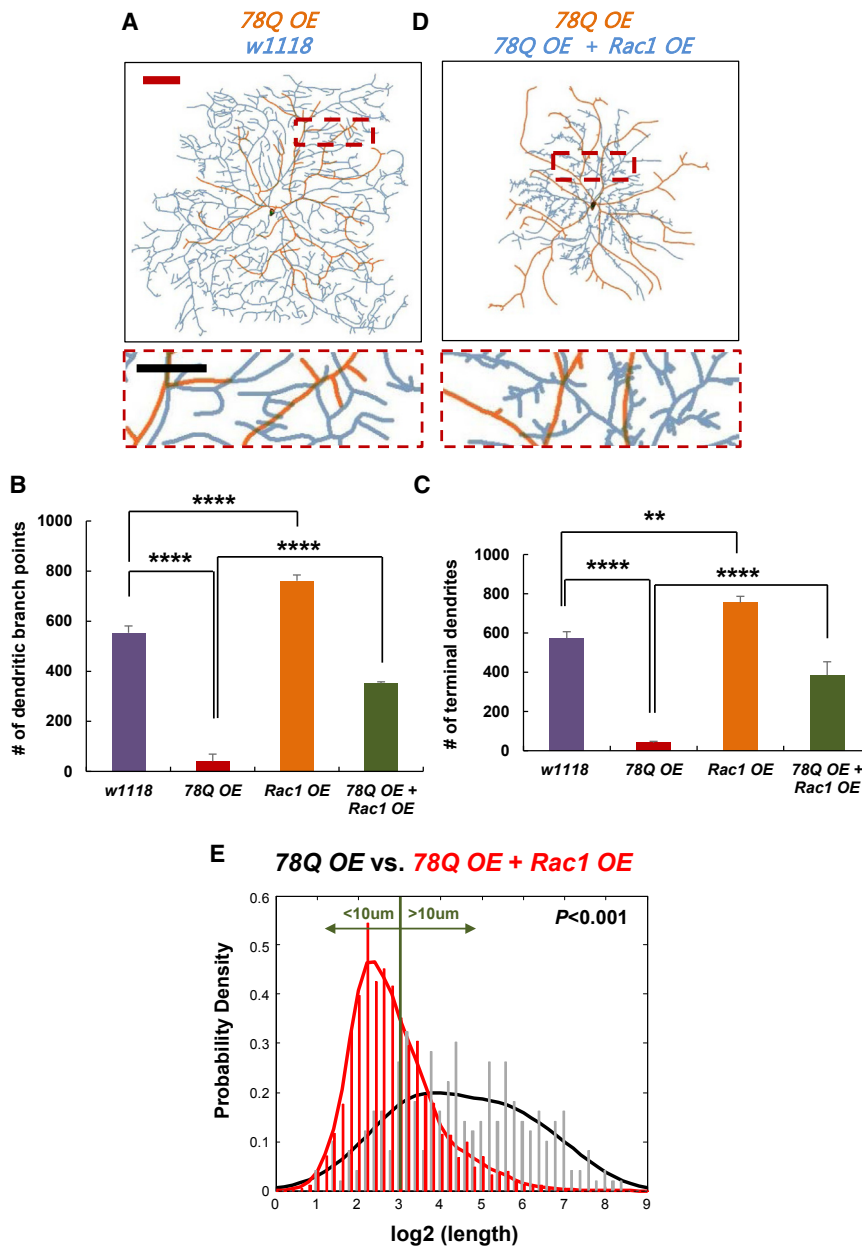 A
78Q OE
w1118
D
78Q OE
78Q OE + Rac1 OE
B
****
****
****
# of dendritic branch points
1000
800
600
400
200
0
w1118
78Q OE
Rac1 OE
78Q OE +
Rac1 OE
C
**
****
****
# of terminal dendrites
1000
800
600
400
200
0
w1118
78Q OE
Rac1 OE
78Q OE +
Rac1 OE
E
78Q OE vs. 78Q OE + Rac1 OE
<10um
>10um
P<0.001
Probability Density
0.6
0.5
0.4
0.3
0.2
0.1
0
0 1 2 3 4 5 6 7 8 9
log2 (length)